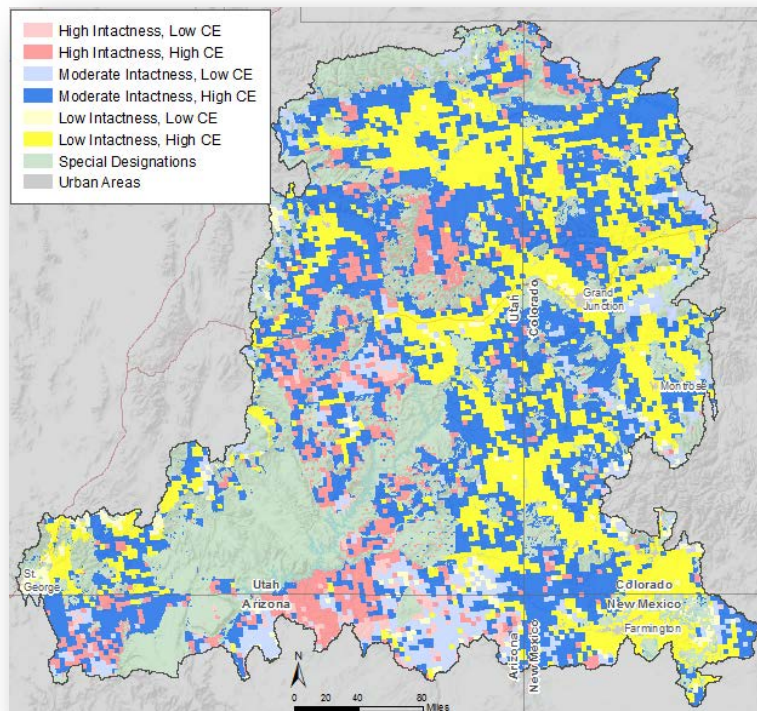 High Intactness, Low CE
High Intactness, High CE
Moderate Intactness, Low CE
Moderate Intactness, High CE
Low Intactness, Low CE
Low Intactness, High CE
Special Designations
Urban Areas
Utah
Colorado
Grand
Junction
Montrose
St.
George
Utah
Arizona
Colorado
New Mexico
Farmington
Arizona
New Mexico
N
0 20 40 80
Miles